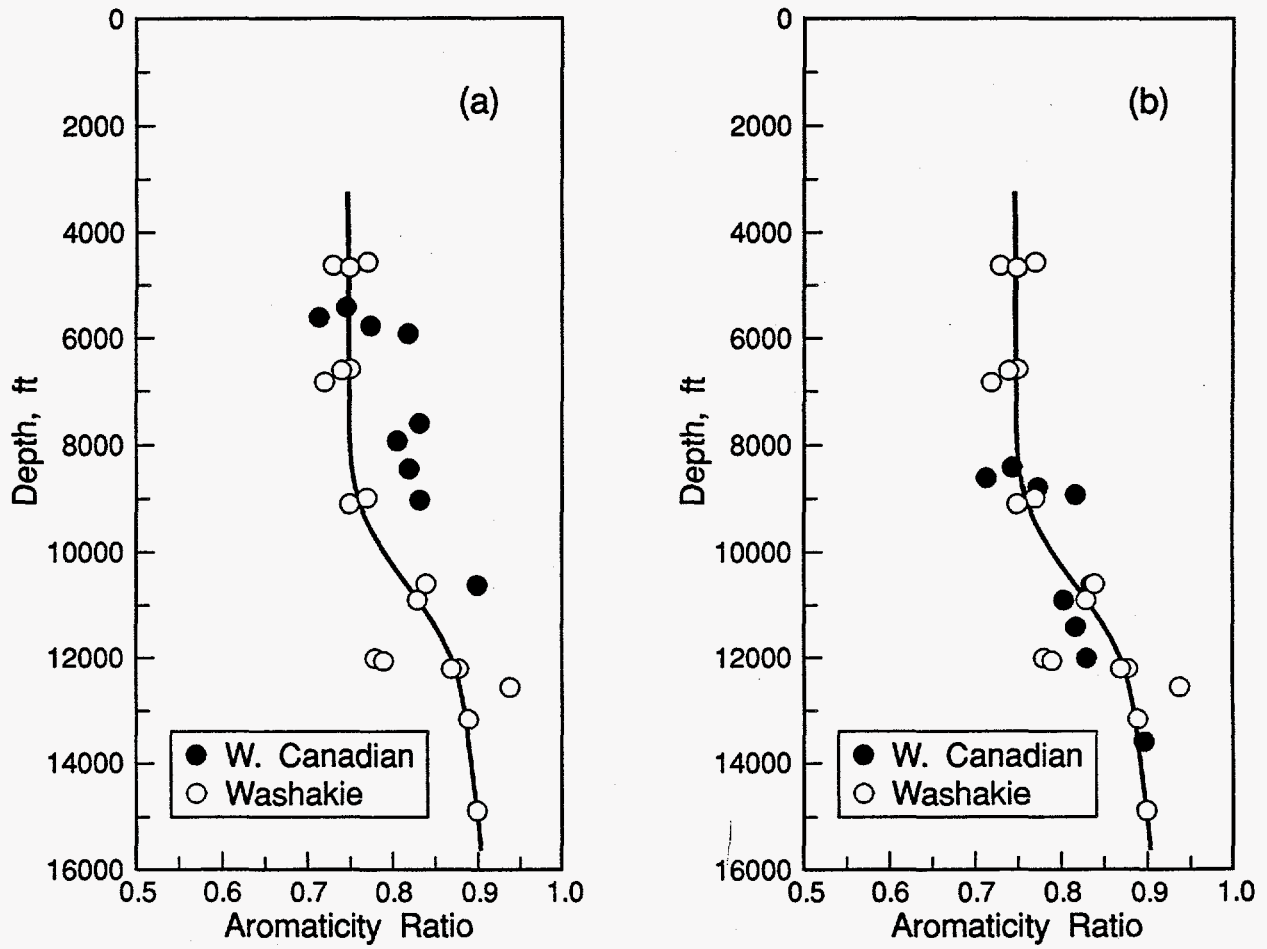 (a)
0
2000
4000
6000
8000
10000
12000
14000
16000
Depth, ft
W. Canadian
Washakie
0.5 0.6 0.7 0.8 0.9 1.0
Aromaticity Ratio
(b)
0
2000
4000
6000
8000
10000
12000
14000
16000
Depth, ft
W. Canadian
Washakie
0.5 0.6 0.7 0.8 0.9 1.0
Aromaticity Ratio